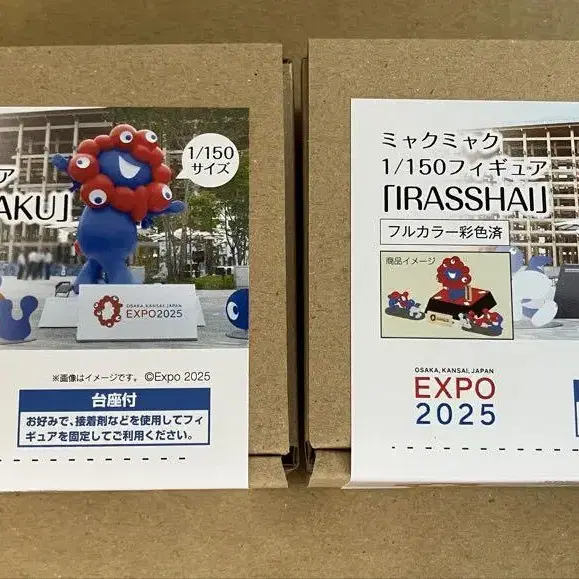 ア
AKU」
1/150
サイズ
OSAKA, KANSAI, JAPAN
EXPO2025
※画像はイメージです。 ©Expo 2025
台座付
お好みで、接着剤などを使用してフィ
ギュアを固定してご利用ください。
ミャクミャク
1/150フィギュア
「IRASSHAI」
フルカラー彩色済
商品イメージ
OSAKA, KANSAI, JAPAN
EXPO
2025